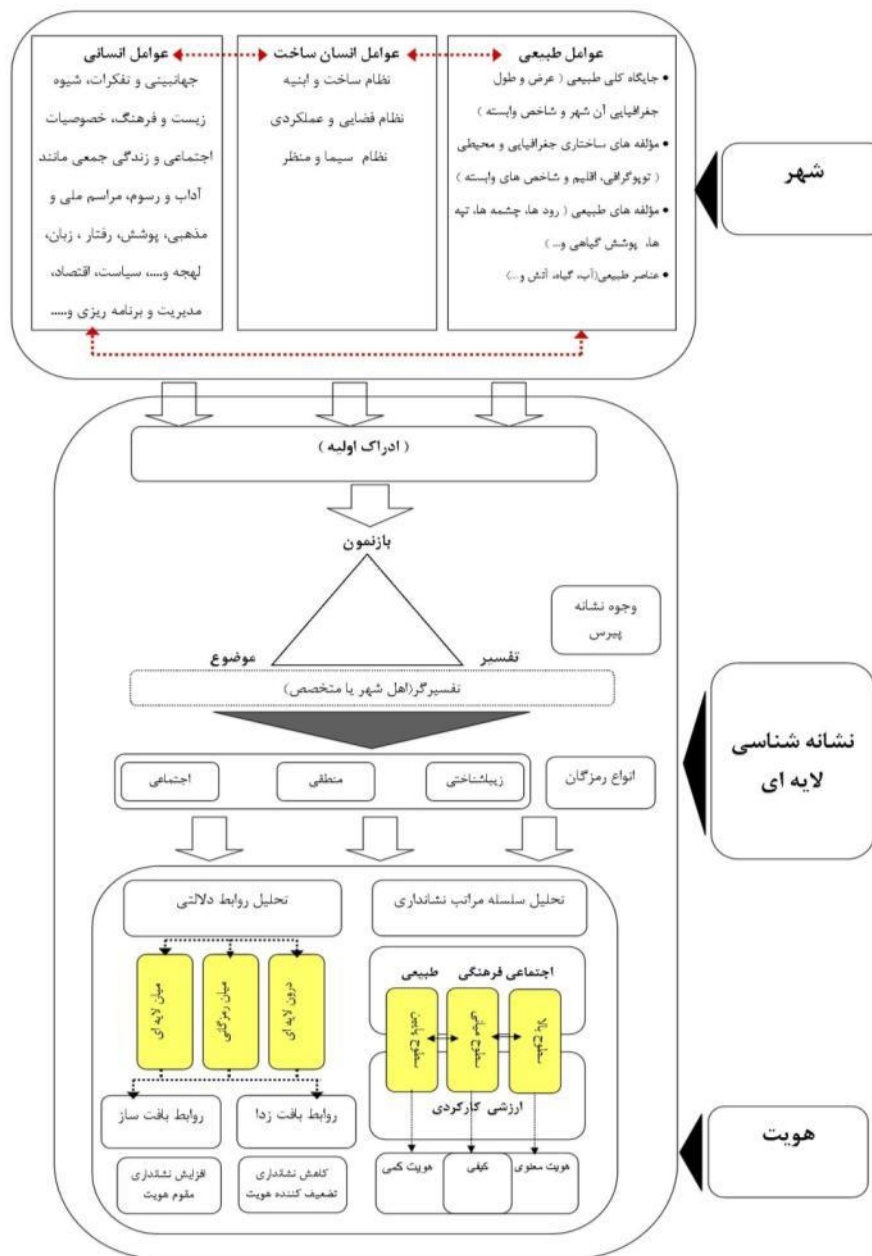 عوامل طبیعی
• جایگاه کلی طبیعی ( عرض و طول
جغرافیایی آن شهر و شاخص وابسته )
• مؤلفه های ساختاری جغرافیایی و محیطی
( توپوگرافی، اقلیم و شاخص های وابسته )
• مؤلفه های طبیعی ( رود ها، چشمه ها، تپه
ها، پوشش گیاهی و... )
• عناصر طبیعی(آب، گیاه، آتش و...)
عوامل انسان ساخت
نظام ساخت و ابنیه
نظام فضایی و عملکردی
نظام سیما و منظر
عوامل انسانی
جهانبینی و تفکرات، شیوه
زیست و فرهنگ، خصوصیات
اجتماعی و زندگی جمعی مانند
آداب و رسوم، مراسم ملی و
مذهبی، پوشش، رفتار ، زبان،
لهجه و....، سیاست، اقتصاد،
مدیریت و برنامه ریزی و.....
شهر
( ادراک اولیه )
بازنمون
وجوه نشانه
پیرس
تفسیر
موضوع
تفسیرگر(اهل شهر یا متخصص)
نشانه شناسی
لایه ای
انواع رمزگان
زیباشناختی
منطقی
اجتماعی
تحلیل سلسله مراتب نشانداری
تحلیل روابط دلالتی
اجتماعی فرهنگی
طبیعی
سطوح بالا
سطوح میانی
سطوح پایین
ارزشی کارکردی
هویت معنوی
کیفی
هویت کمی
درون لایه ای
میان رمزگانی
میان لایه ای
روابط بافت زدا
روابط بافت ساز
کاهش نشانداری
تضعیف کننده هویت
افزایش نشانداری
مقوم هویت
هویت